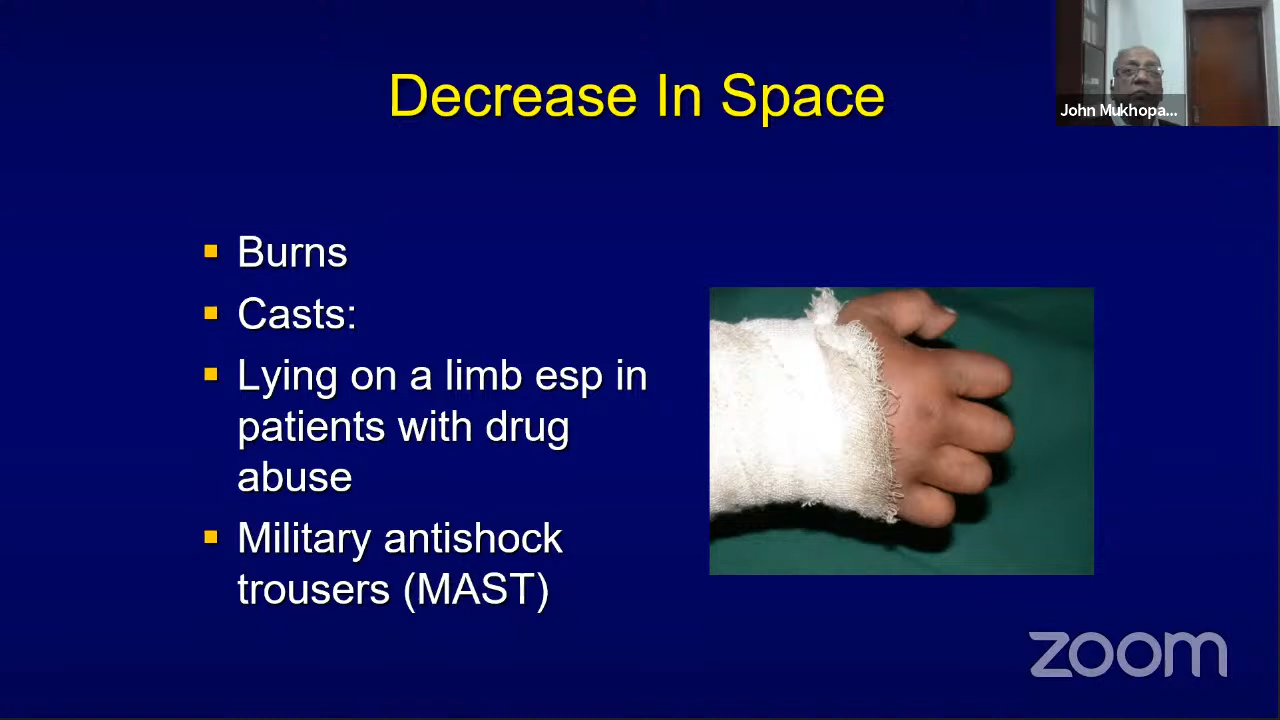 Decrease In Space
John Mukhopa...
Burns
Casts:
Lying on a limb esp in
patients with drug
abuse
Military antishock
trousers (MAST)
zoom